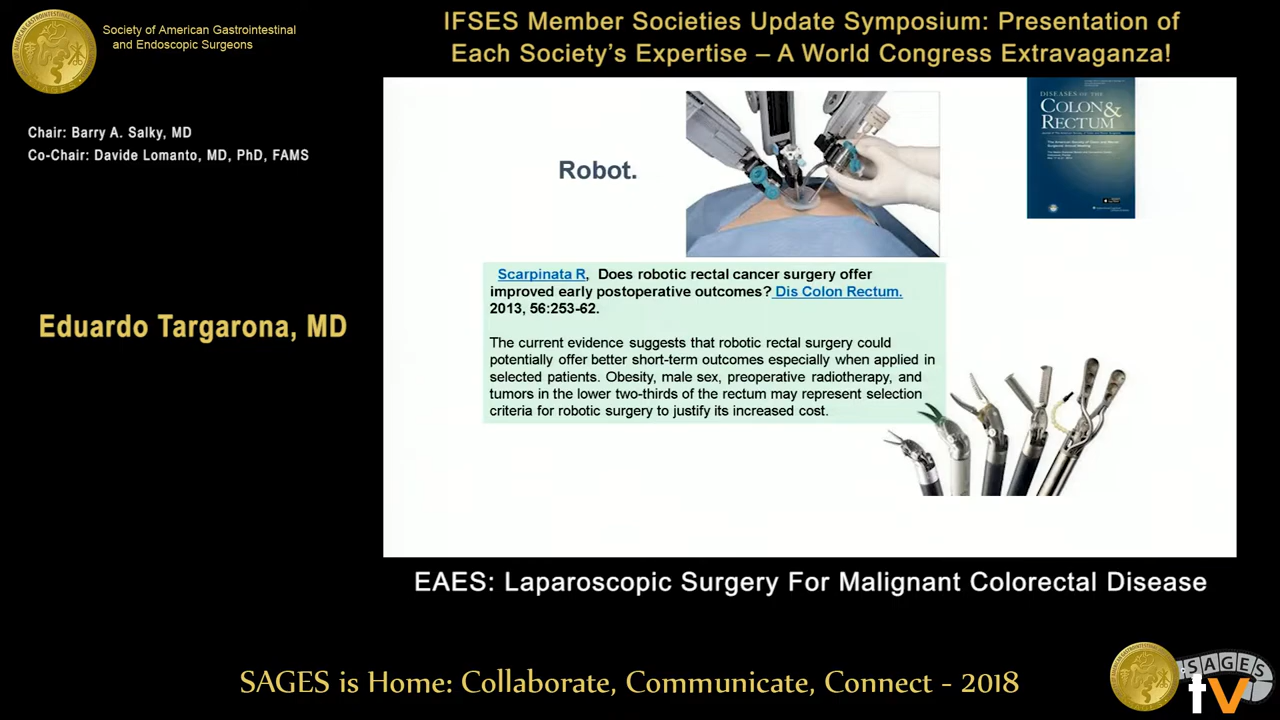 Society of American Gastrointestinal
and Endoscopic Surgeons
IFSES Member Societies Update Symposium: Presentation of
Each Society's Expertise – A World Congress Extravaganza!
Chair: Barry A. Salky, MD
Co-Chair: Davide Lomanto, MD, PhD, FAMS
Eduardo Targarona, MD
Robot.
DISEASES OF THE
COLON&
RECTUM
Scarpinata R, Does robotic rectal cancer surgery offer
improved early postoperative outcomes? Dis Colon Rectum.
2013, 56:253-62.
The current evidence suggests that robotic rectal surgery could
potentially offer better short-term outcomes especially when applied in
selected patients. Obesity, male sex, preoperative radiotherapy, and
tumors in the lower two-thirds of the rectum may represent selection
criteria for robotic surgery to justify its increased cost.
EAES: Laparoscopic Surgery For Malignant Colorectal Disease
SAGES is Home: Collaborate, Communicate, Connect - 2018
SAGES
tv